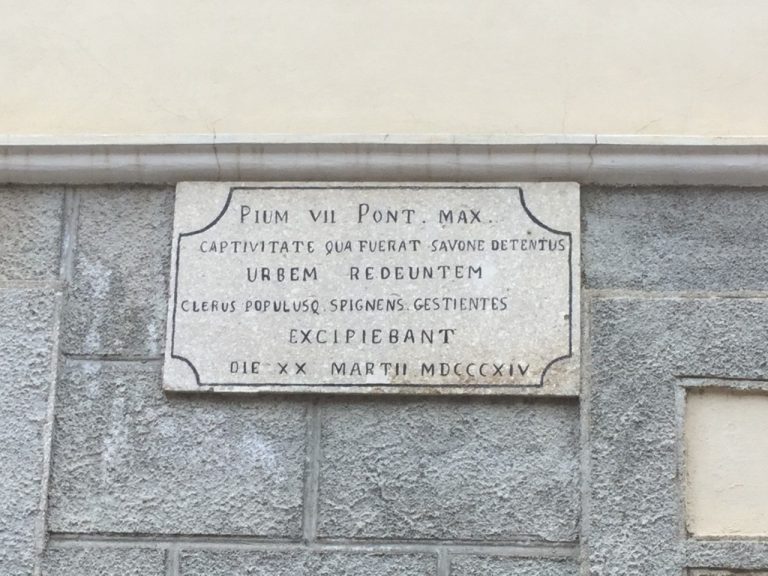 PIUM VII PONT. MAX.
CAPTIVITATE QUA FUERAT SAVONE DETENTUS
URBEM REDEUNTEM
CLERUS POPULUSQ. SPIGNENS. GESTIENTES
EXCIPIEBANT
DIE XX MARTII MDCCCXIV